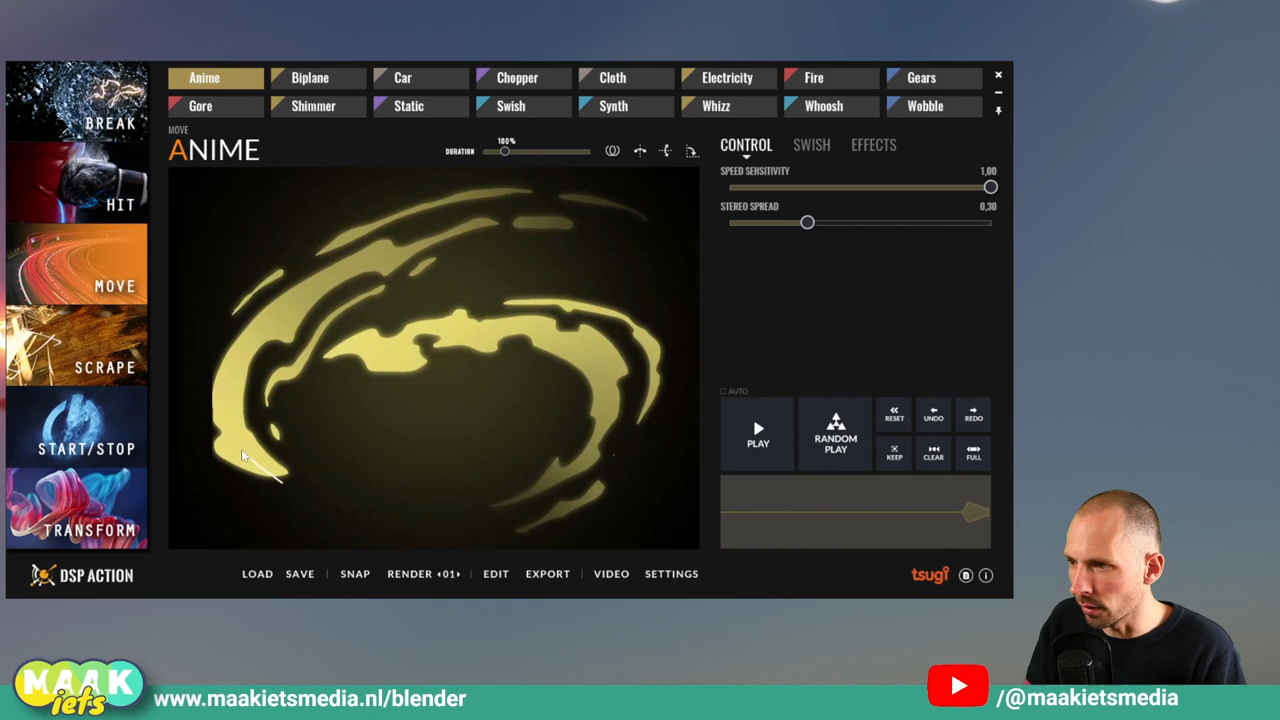 BREAK
HIT
MOVE
SCRAPE
START/STOP
TRANSFORM
DSP ACTION
Anime Biplane Car Chopper Cloth Electricity Fire Gears
Gore Shimmer Static Swish Synth Whizz Whoosh Wobble
MOVE
ANIME
DURATION 100%
CONTROL SWISH EFFECTS
SPEED SENSITIVITY 1,00
STEREO SPREAD 0,30
AUTO
PLAY
RANDOM PLAY
RESET UNDO REDO
KEEP CLEAR FULL
LOAD SAVE SNAP RENDER 01 EDIT EXPORT VIDEO SETTINGS
tsugi
MAAK
iets
www.maakietsmedia.nl/blender
/@maakietsmedia